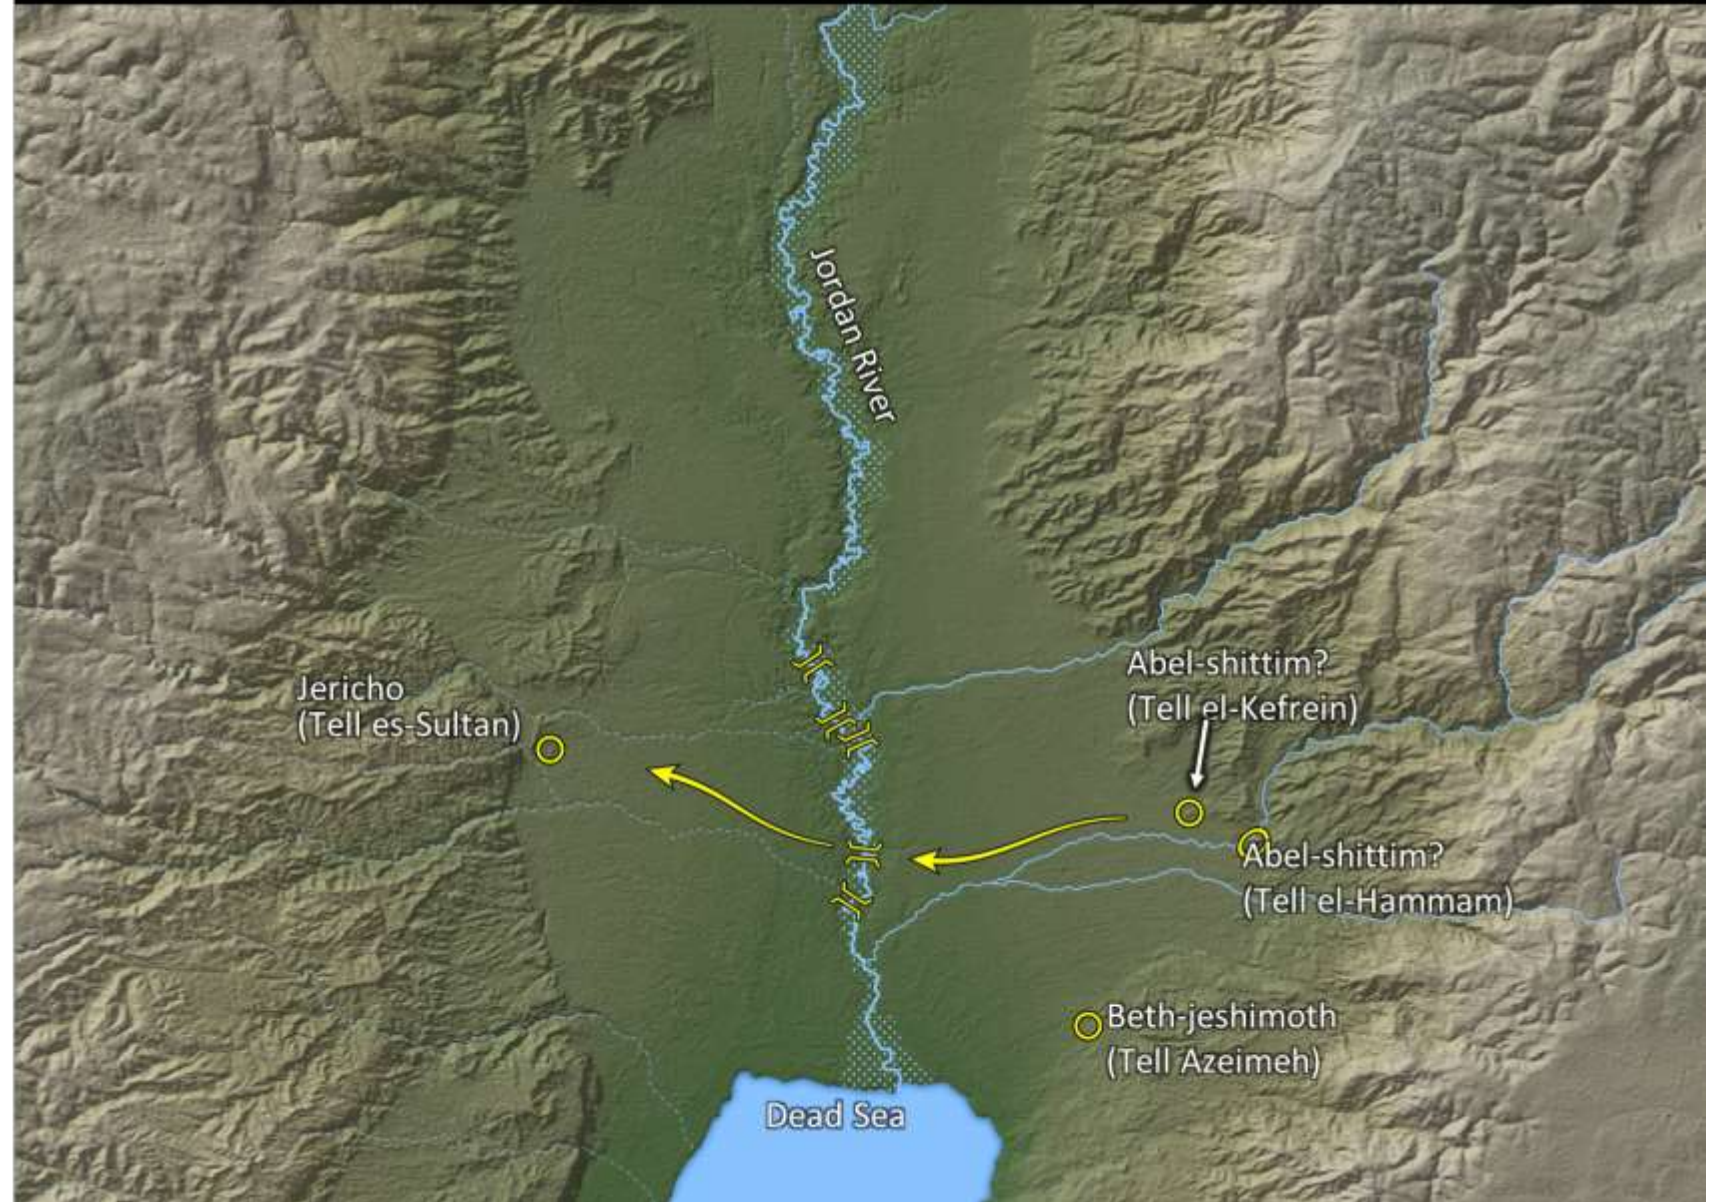 Jordan River
Abel-shittim?
(Tell el-Kefrein)
Jericho
(Tell es-Sultan)
Abel-shittim?
(Tell el-Hammam)
Beth-jeshimoth
(Tell Azeimeh)
Dead Sea